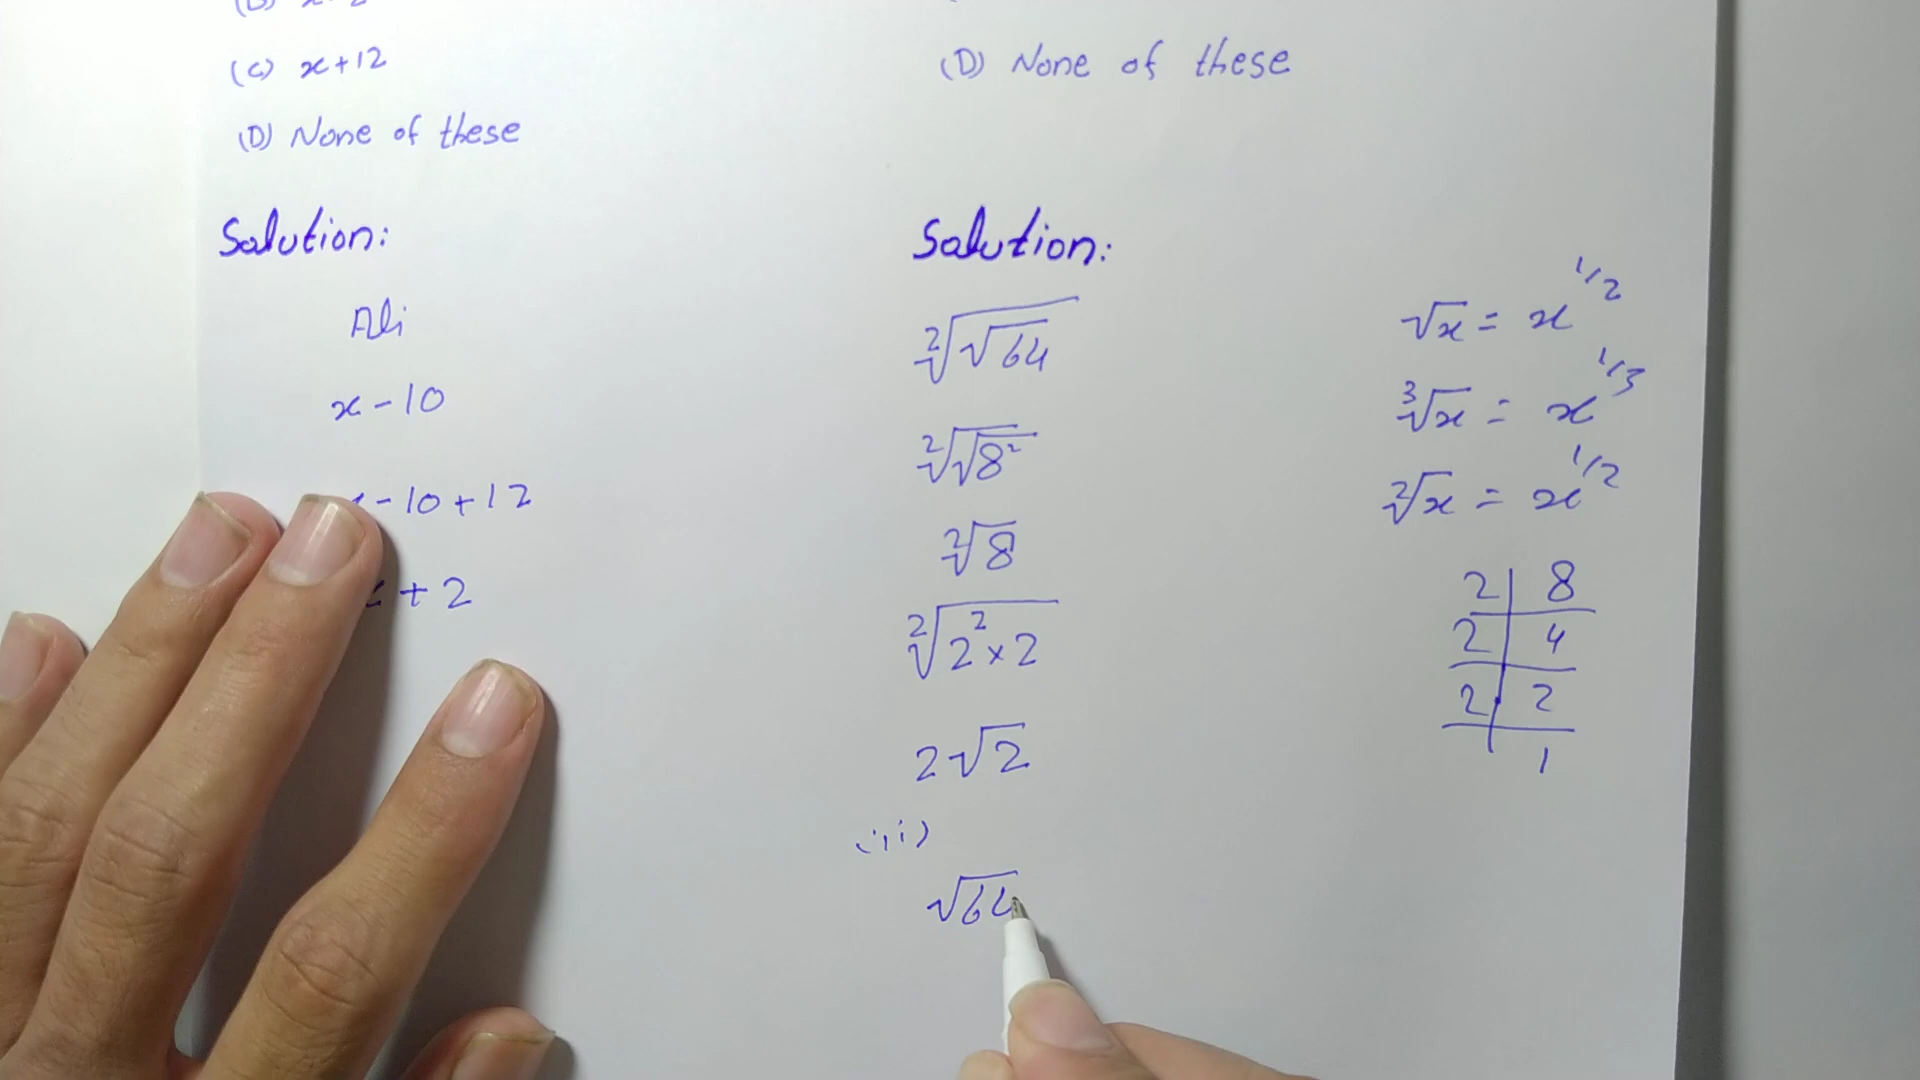 (C) x+12
(D) None of these
Solution:
Ali
x - 10
- 10 + 12
+ 2
(D) None of these
Solution:
²√√64
²√√8²
²√8
²√2²×2
2√2
(ii)
√64
√x = x^1/2
³√x = x^1/3
²√x = x^1/2
2 | 8
2 | 4
2 | 2
1